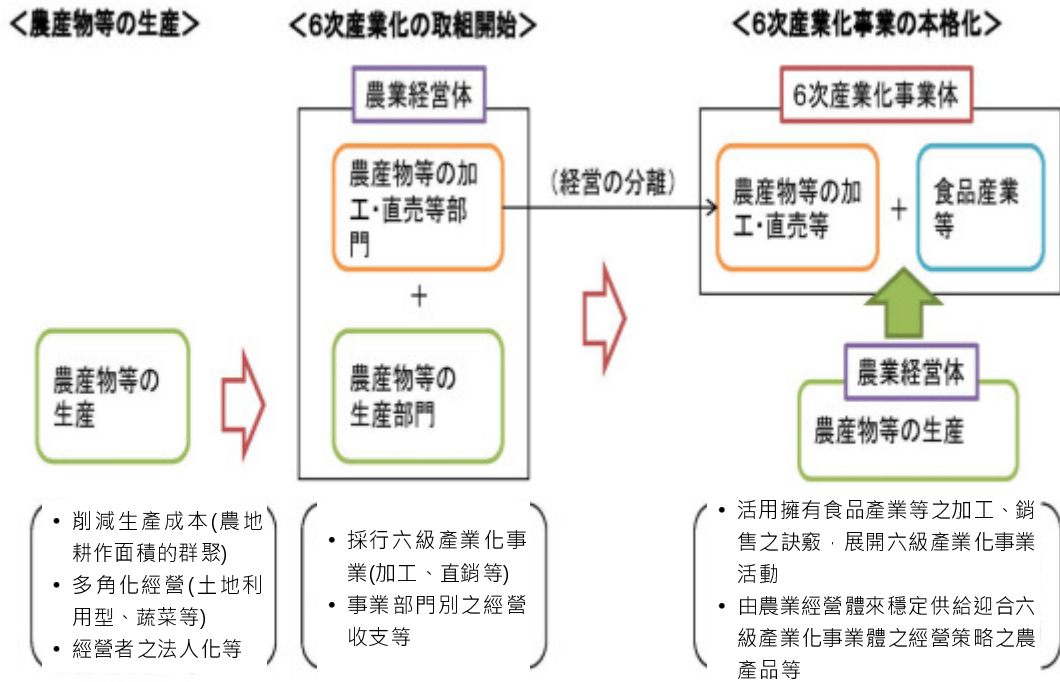 ＜農産物等の生産＞
＜6次産業化の取組開始＞
＜6次産業化事業の本格化＞
農業経営体
農産物等の加
工・直売等部
門
+
農産物等の
生産部門
(経営の分離)
6次産業化事業体
農産物等の加
工・直売等
+
食品産業
等
農業経営体
農産物等の生産
農産物等の
生産
• 削減生產成本(農地
耕作面積的群聚)
• 多角化經營(土地利
用型、蔬菜等)
• 經營者之法人化等
• 採行六級產業化事
業(加工、直銷等)
• 事業部門別之經營
收支等
• 活用擁有食品產業等之加工、銷
售之訣竅，展開六級產業化事業
活動
• 由農業經營體來穩定供給迎合六
級產業化事業體之經營策略之農
產品等